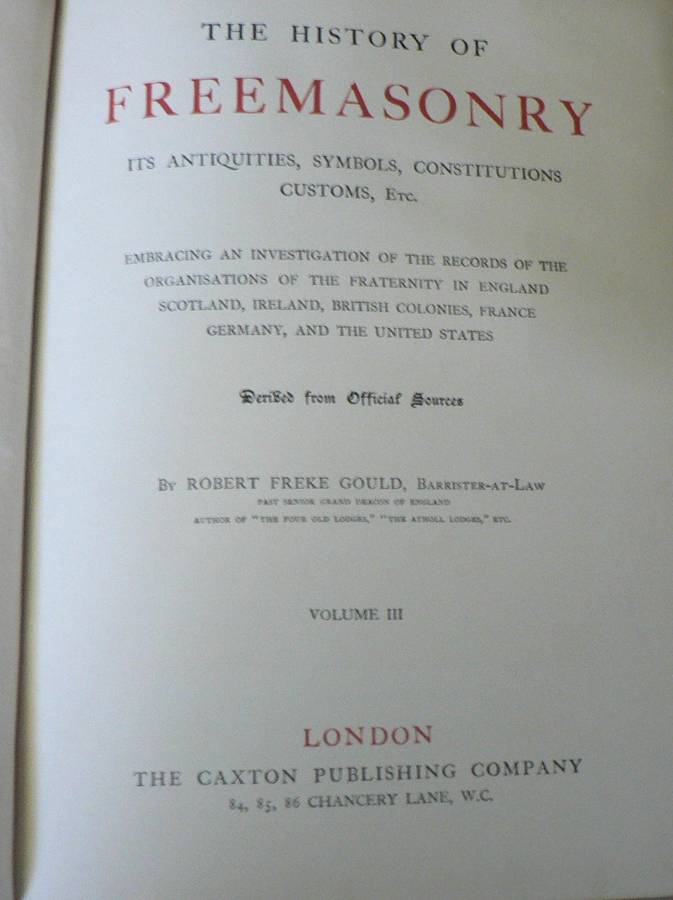 THE HISTORY OF
FREEMASONRY
ITS ANTIQUITIES, SYMBOLS, CONSTITUTIONS
CUSTOMS, ETC.
EMBRACING AN INVESTIGATION OF THE RECORDS OF THE
ORGANISATIONS OF THE FRATERNITY IN ENGLAND
SCOTLAND, IRELAND, BRITISH COLONIES, FRANCE
GERMANY, AND THE UNITED STATES
Derived from Official Sources
BY ROBERT FREKE GOULD, BARRISTER-AT-LAW
PAST SENIOR GRAND DEACON OF ENGLAND
AUTHOR OF "THE FOUR OLD LODGES," "THE ATHOLL LODGES," ETC.
VOLUME III
LONDON
THE CAXTON PUBLISHING COMPANY
84, 85, 86 CHANCERY LANE, W.C.